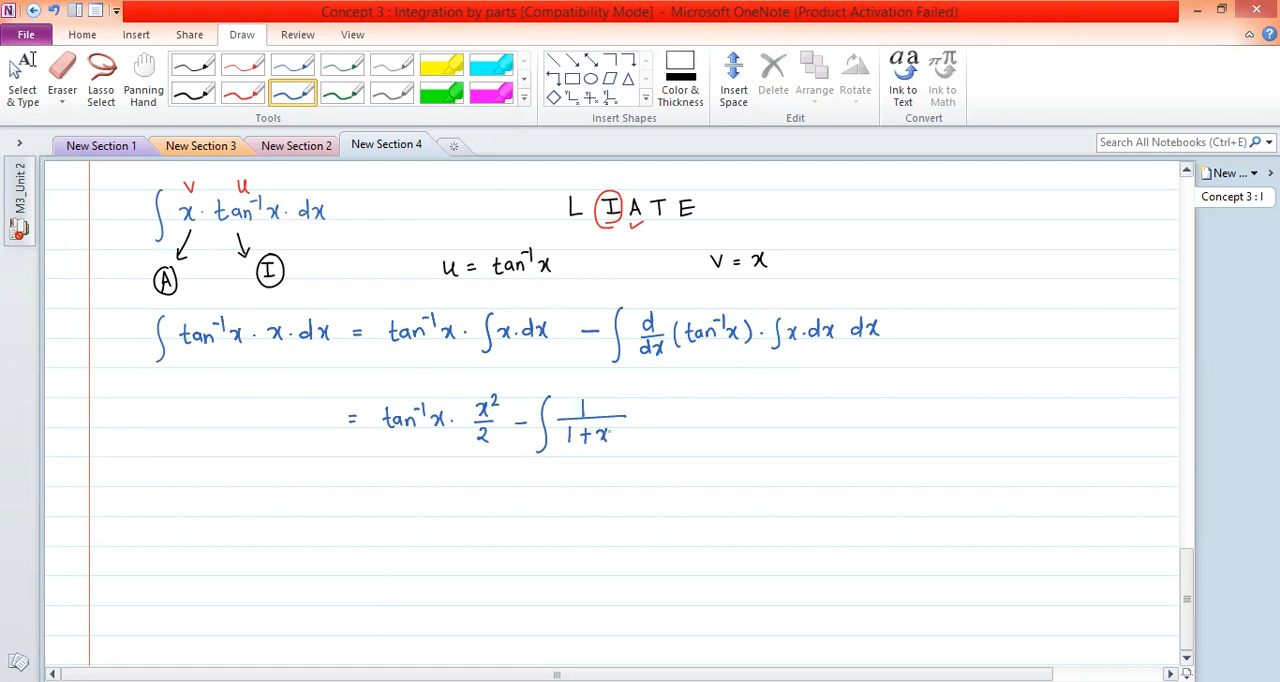 Concept 3 : Integration by parts [Compatibility Mode] - Microsoft OneNote (Product Activation Failed)
File Home Insert Share Draw Review View
Select & Type Eraser Lasso Select Panning Hand Color & Thickness Insert Space Delete Arrange Rotate Ink to Text Ink to Math
Tools Insert Shapes Edit Convert
New Section 1 New Section 3 New Section 2 New Section 4 Search All Notebooks (Ctrl+E)
M3_Unit 2
New ...
Concept 3 : I
v u
∫ x · tan⁻¹x · dx L I A T E
A I u = tan⁻¹x v = x
∫ tan⁻¹x · x · dx = tan⁻¹x · ∫ x · dx − ∫ d/dx (tan⁻¹x) · ∫ x · dx dx
= tan⁻¹x · x²/2 − ∫ 1/1 + x